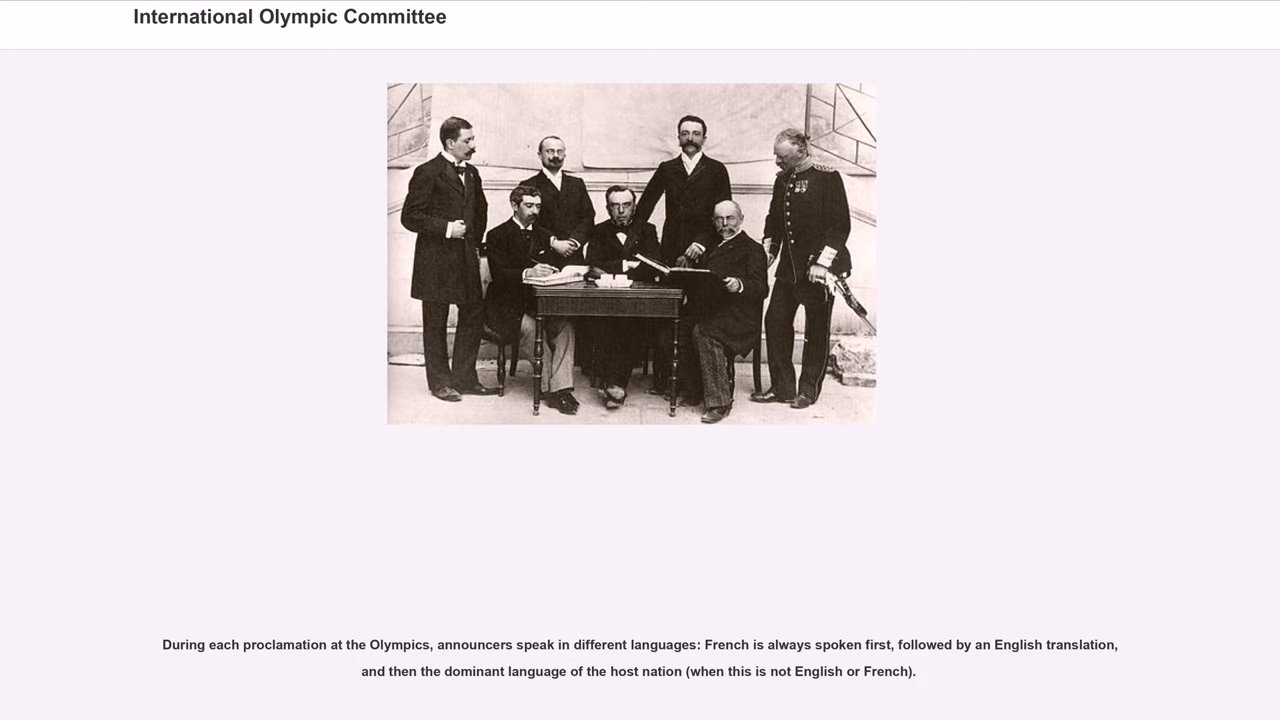 International Olympic Committee
During each proclamation at the Olympics, announcers speak in different languages: French is always spoken first, followed by an English translation,
and then the dominant language of the host nation (when this is not English or French).